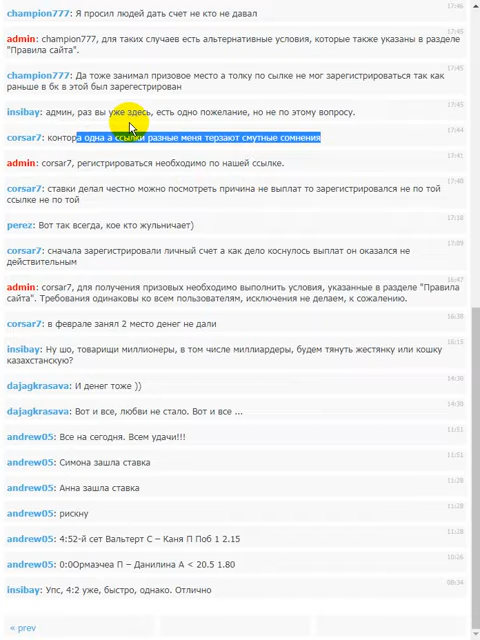 17:46
champion777: Я просил людей дать счет не кто не давал
17:45
admin: champion777, для таких случаев есть альтернативные условия, которые также указаны в разделе
"Правила сайта".
17:45
champion777: Да тоже занимал призовое место а толку по сылке не мог зарегистрироваться так как
раньше в бк в этой был зарегестрирован
17:45
insibay: админ, раз вы уже здесь, есть одно пожелание, но не по этому вопросу.
17:44
corsar7: контора одна а ссылки разные меня терзают смутные сомнения
17:41
admin: corsar7, регистрироваться необходимо по нашей ссылке.
17:40
corsar7: ставки делал честно можно посмотреть причина не выплат то зарегистрировался не по той
ссылке не по той
17:10
perez: Вот так всегда, кое кто жульничает)
17:09
corsar7: сначала зарегистрировали личный счет а как дело коснулось выплат он оказался не
действительным
16:47
admin: corsar7, для получения призовых необходимо выполнить условия, указанные в разделе "Правила
сайта". Требования одинаковы ко всем пользователям, исключения не делаем, к сожалению.
16:39
corsar7: в феврале занял 2 место денег не дали
16:13
insibay: Ну шо, товарищи миллионеры, в том числе миллиардеры, будем тянуть жестянку или кошку
казахстанскую?
14:30
dajagkrasava: И денег тоже ))
14:30
dajagkrasava: Вот и все, любви не стало. Вот и все ...
11:51
andrew05: Все на сегодня. Всем удачи!!!
11:51
andrew05: Симона зашла ставка
11:28
andrew05: Анна зашла ставка
11:28
andrew05: рискну
11:28
andrew05: 4:52-й сет Вальтерт С – Каня П Поб 1 2.15
10:26
andrew05: 0:0Ормаэчеа П – Данилина А < 20.5 1.80
08:34
insibay: Упс, 4:2 уже, быстро, однако. Отлично
« prev